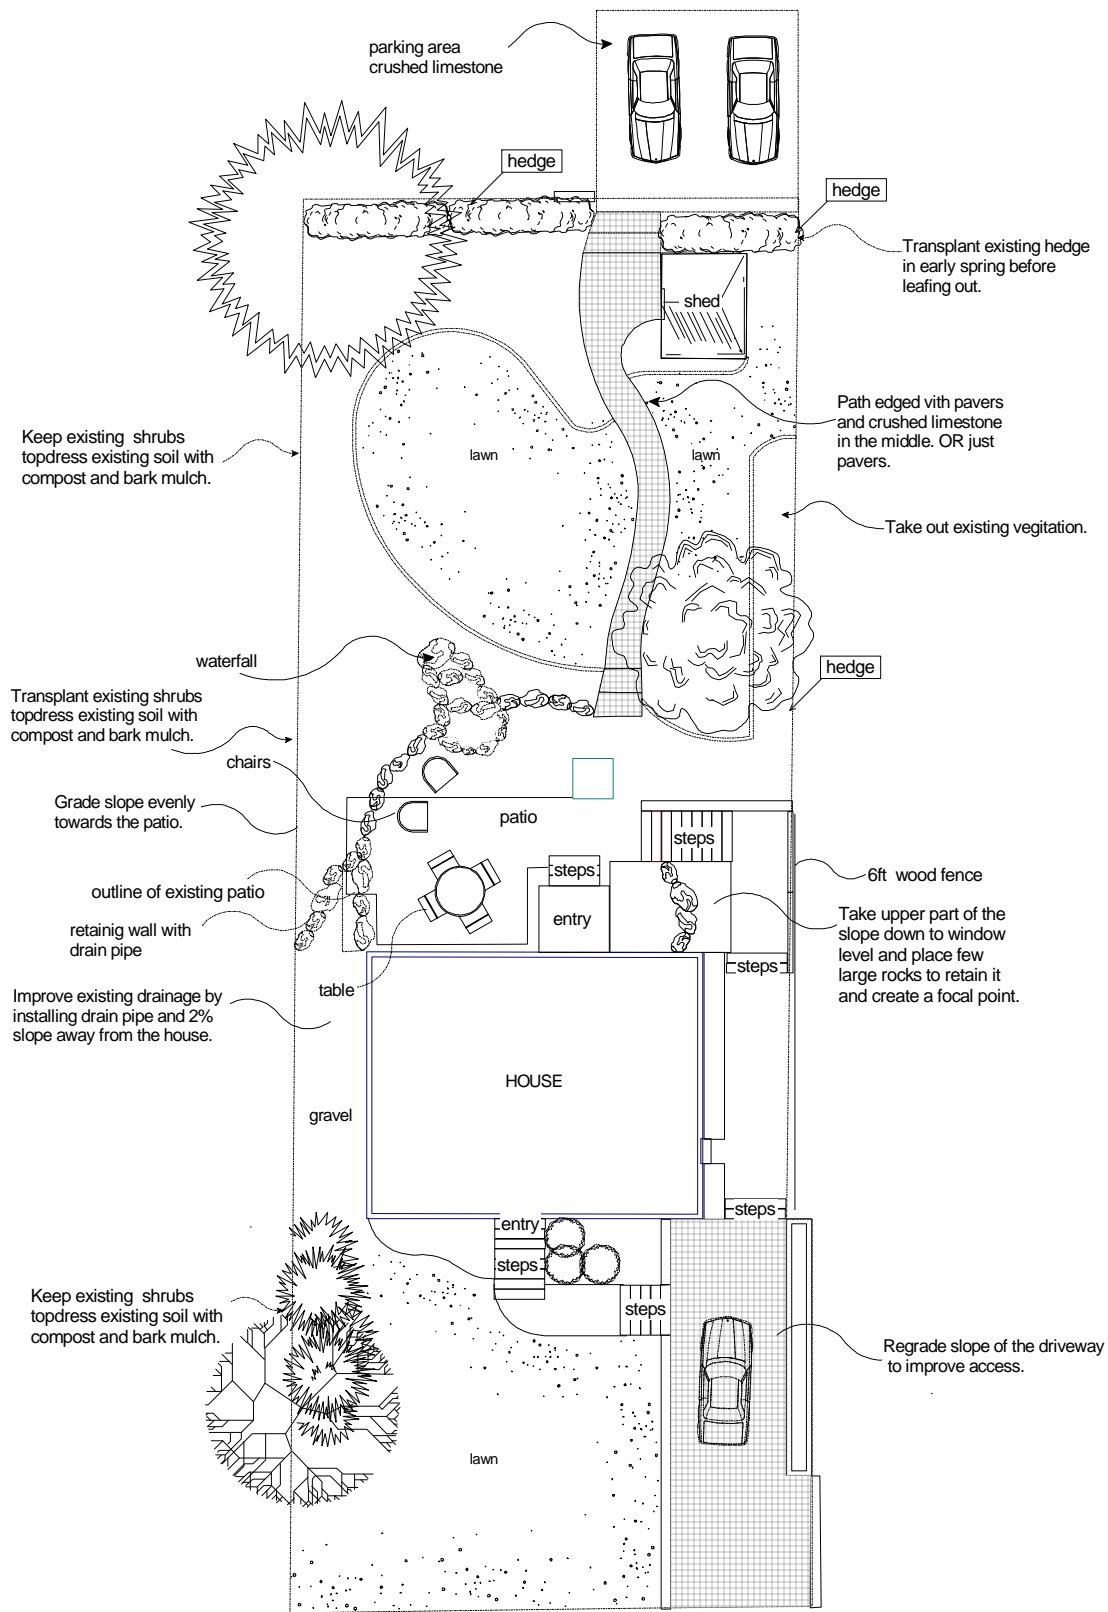 parking area
crushed limestone
hedge
hedge
Transplant existing hedge
in early spring before
leafing out.
shed
Path edged vith pavers
and crushed limestone
in the middle. OR just
pavers.
Keep existing shrubs
topdress existing soil with
compost and bark mulch.
lawn
lawn
Take out existing vegitation.
waterfall
hedge
Transplant existing shrubs
topdress existing soil with
compost and bark mulch.
chairs
Grade slope evenly
towards the patio.
patio
steps
steps
6ft wood fence
outline of existing patio
entry
Take upper part of the
slope down to window
level and place few
large rocks to retain it
and create a focal point.
retainig wall with
drain pipe
steps
table
Improve existing drainage by
installing drain pipe and 2%
slope away from the house.
HOUSE
gravel
steps
entry
steps
Keep existing shrubs
topdress existing soil with
compost and bark mulch.
steps
Regrade slope of the driveway
to improve access.
lawn